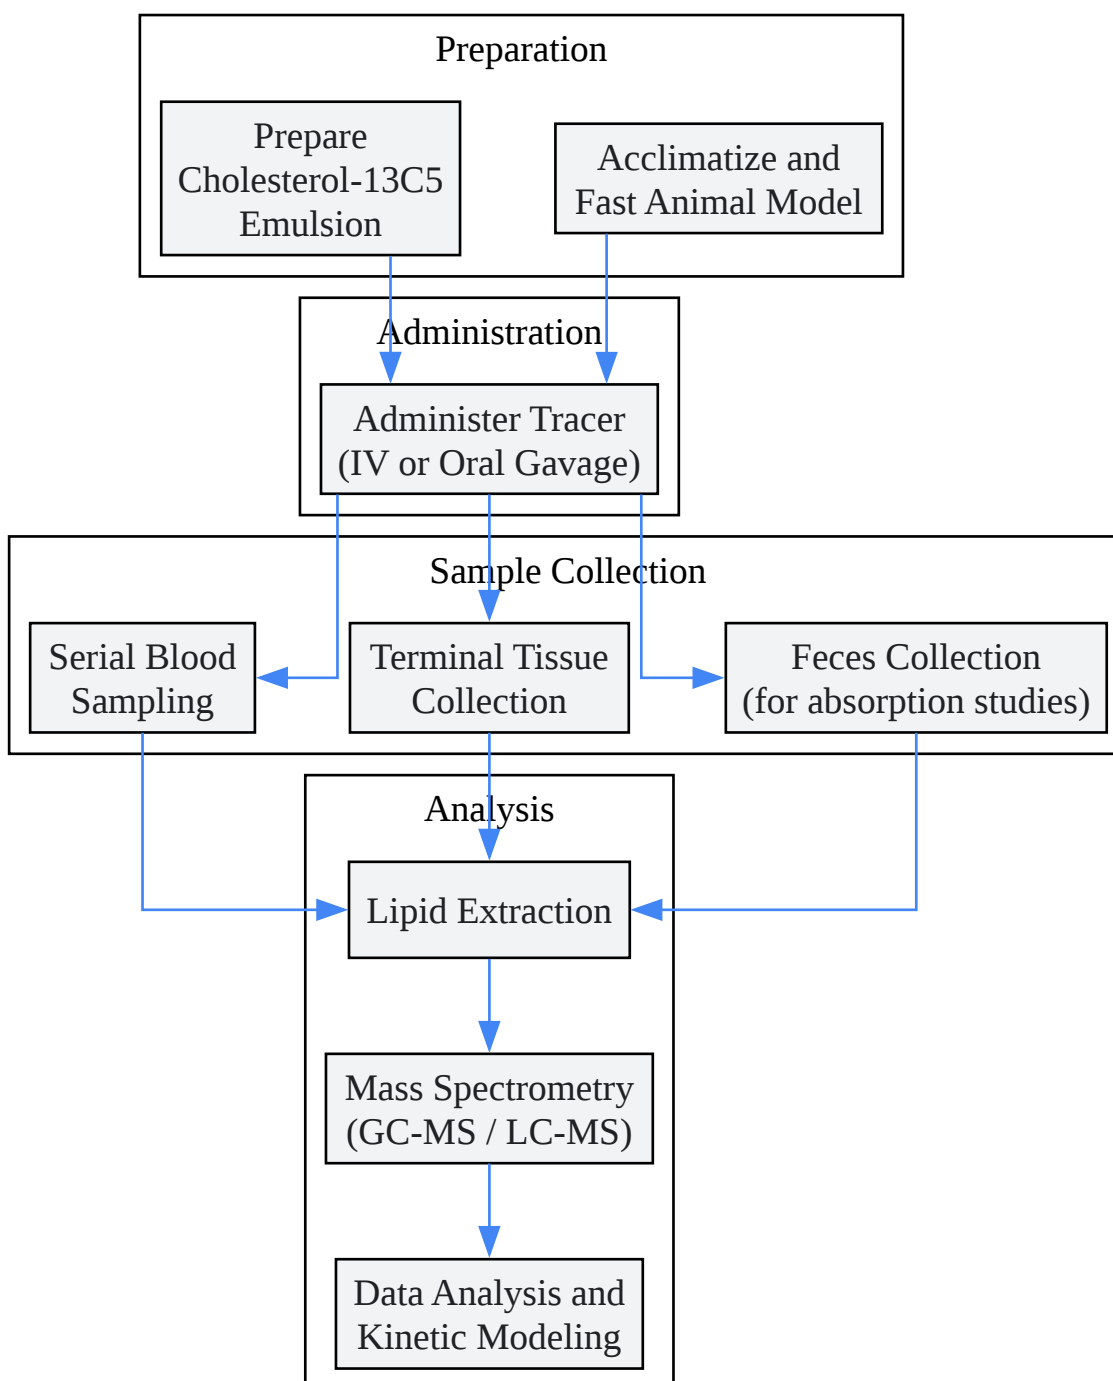 Preparation
Prepare
Cholesterol-13C5
Emulsion
Acclimatize and
Fast Animal Model
Administration
Administer Tracer
(IV or Oral Gavage)
Sample Collection
Serial Blood
Sampling
Terminal Tissue
Collection
Feces Collection
(for absorption studies)
Analysis
Lipid Extraction
Mass Spectrometry
(GC-MS / LC-MS)
Data Analysis and
Kinetic Modeling